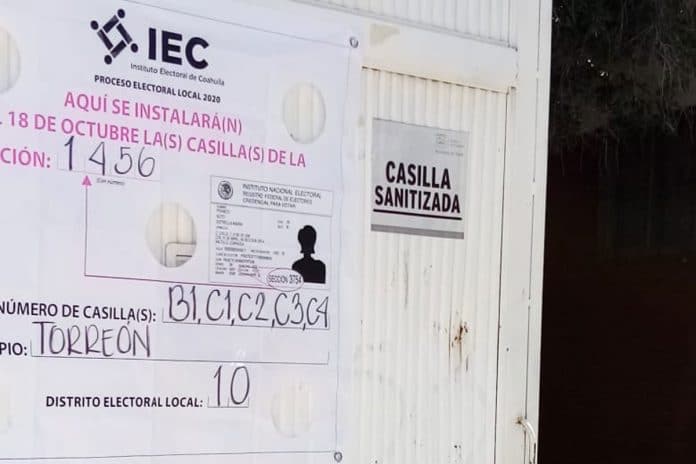 IEC
Instituto Electoral de Coahuila
PROCESO ELECTORAL LOCAL 2020
AQUÍ SE INSTALARÁ(N)
18 DE OCTUBRE LA(S) CASILLA(S) DE LA
CIÓN: 1456
INSTITUTO NACIONAL ELECTORAL
REGISTRO FEDERAL DE ELECTORES
CREDENCIAL PARA VOTAR
SECCIÓN 3754
NÚMERO DE CASILLA(S): B1, C1, C2, C3, C4
PIO: TORREÓN
DISTRITO ELECTORAL LOCAL: 10
CASILLA
SANITIZADA